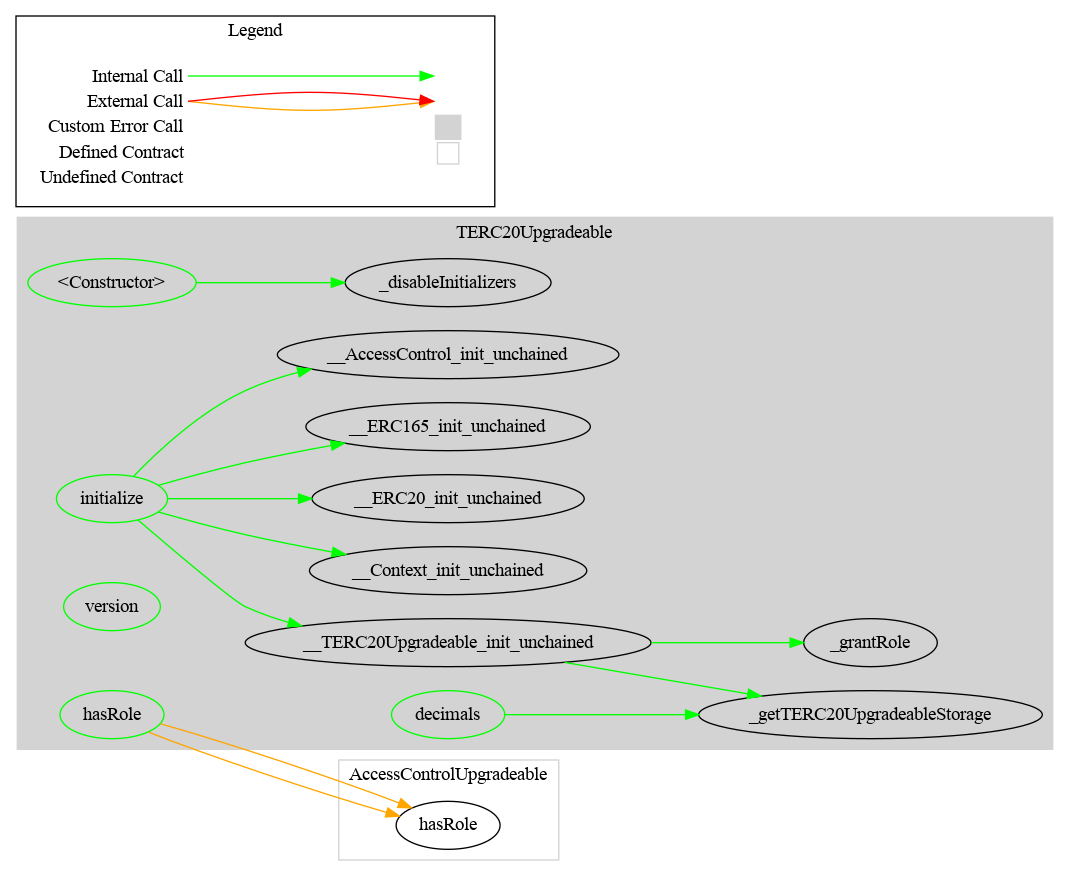 Legend
Internal Call
External Call
Custom Error Call
Defined Contract
Undefined Contract
TERC20Upgradeable
<Constructor>
_disableInitializers
__AccessControl_init_unchained
__ERC165_init_unchained
initialize
__ERC20_init_unchained
__Context_init_unchained
version
__TERC20Upgradeable_init_unchained
_grantRole
hasRole
decimals
_getTERC20UpgradeableStorage
AccessControlUpgradeable
hasRole